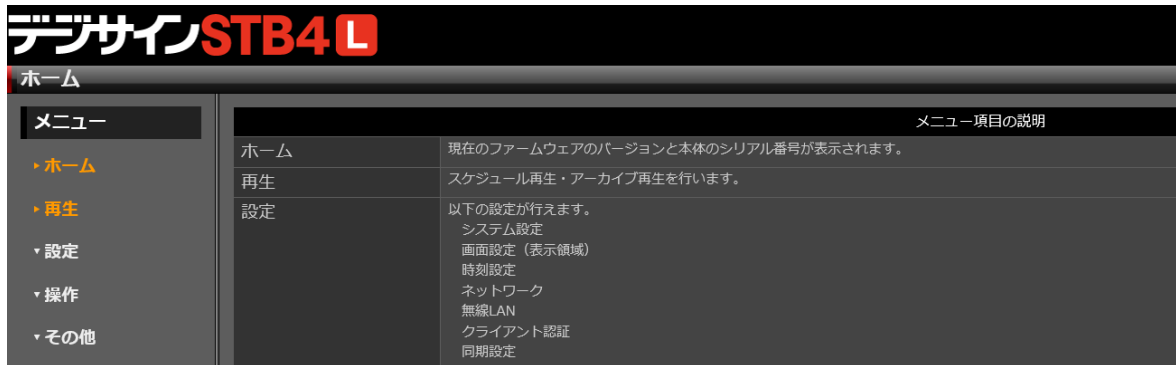 デジサインSTB4 L
ホーム
メニュー
ホーム
再生
設定
操作
その他
メニュー項目の説明
ホーム 現在のファームウェアのバージョンと本体のシリアル番号が表示されます。
再生 スケジュール再生・アーカイブ再生を行います。
設定 以下の設定が行えます。
システム設定
画面設定（表示領域）
時刻設定
ネットワーク
無線LAN
クライアント認証
同期設定